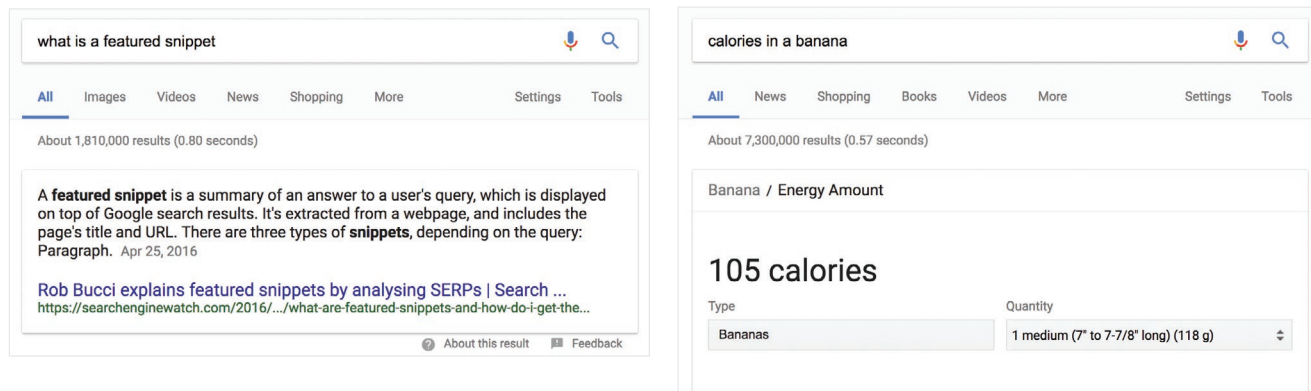 what is a featured snippet
All Images Videos News Shopping More Settings Tools
About 1,810,000 results (0.80 seconds)
A featured snippet is a summary of an answer to a user's query, which is displayed
on top of Google search results. It's extracted from a webpage, and includes the
page's title and URL. There are three types of snippets, depending on the query:
Paragraph. Apr 25, 2016
Rob Bucci explains featured snippets by analysing SERPs | Search ...
https://searchenginewatch.com/2016/.../what-are-featured-snippets-and-how-do-i-get-the...
About this result Feedback
calories in a banana
All News Shopping Books Videos More Settings Tools
About 7,300,000 results (0.57 seconds)
Banana / Energy Amount
105 calories
Type Quantity
Bananas 1 medium (7" to 7-7/8" long) (118 g)